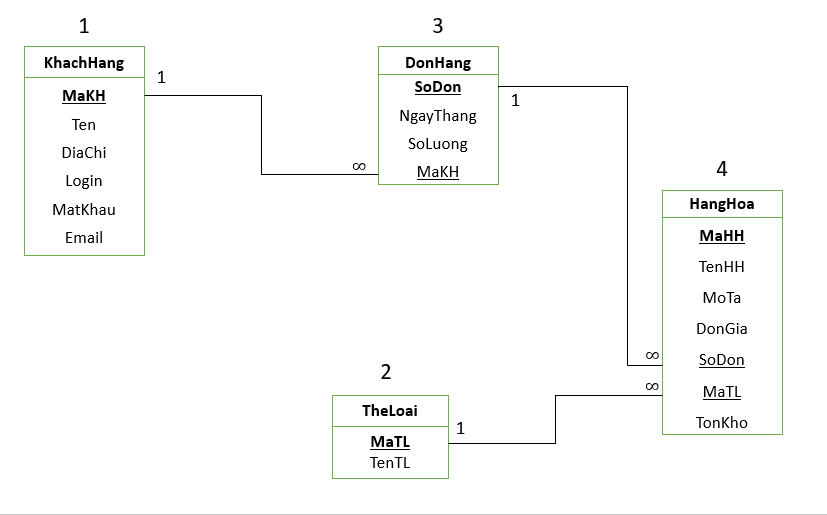 1
KhachHang
MaKH
Ten
DiaChi
Login
MatKhau
Email
1
∞
3
DonHang
SoDon
NgayThang
SoLuong
MaKH
1
4
HangHoa
MaHH
TenHH
MoTa
DonGia
SoDon
MaTL
TonKho
∞
∞
2
TheLoai
MaTL
TenTL
1